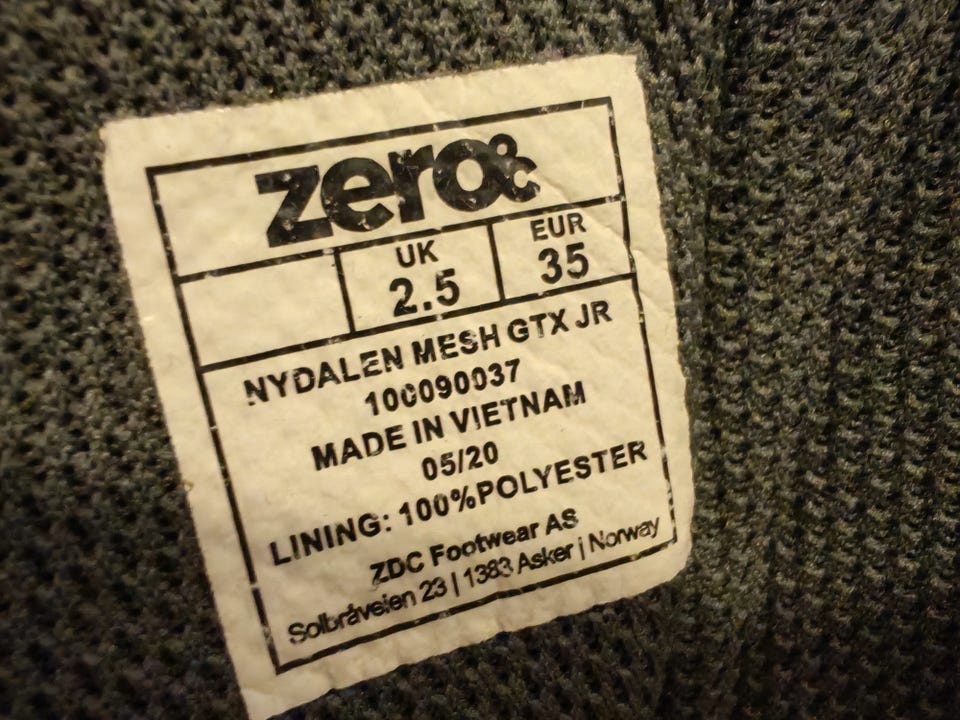 zero°c
UK EUR
2.5 35
NYDALEN MESH GTX JR
100090037
MADE IN VIETNAM
05/20
LINING: 100%POLYESTER
ZDC Footwear AS
Solbråveien 23 | 1383 Asker | Norway